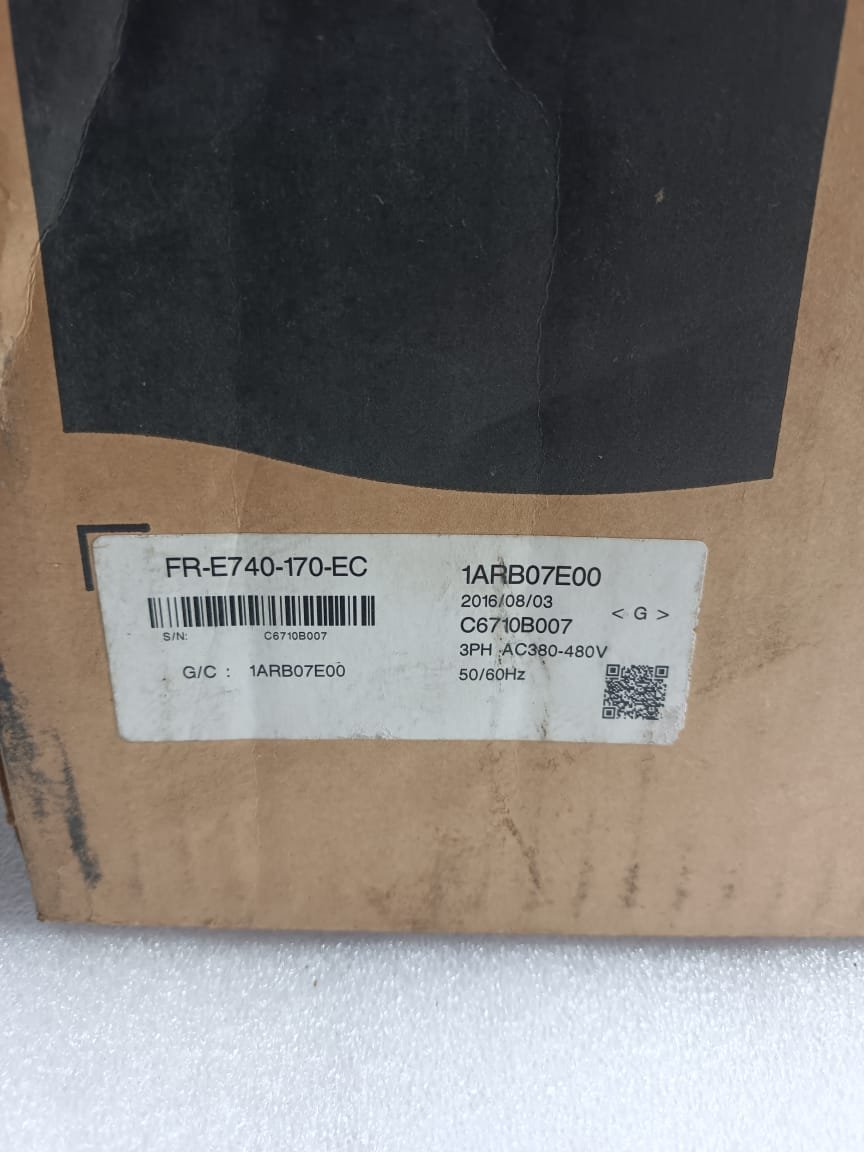 FR-E740-170-EC
S/N: C6710B007
G/C : 1ARB07E00
1ARB07E00
2016/08/03
C6710B007
< G >
3PH AC380-480V
50/60Hz